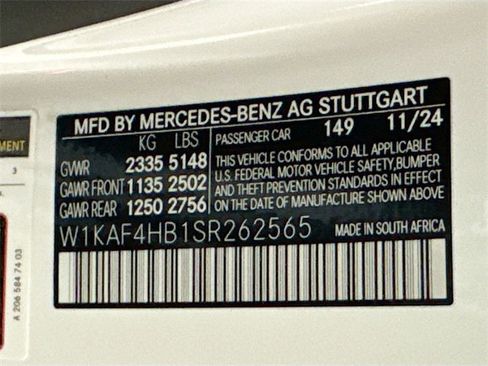 MFD BY MERCEDES-BENZ AG STUTTGART
KG LBS PASSENGER CAR 149 11/24
GVWR 2335 5148
GAWR FRONT 1135 2502
GAWR REAR 1250 2756
THIS VEHICLE CONFORMS TO ALL APPLICABLE
U.S. FEDERAL MOTOR VEHICLE SAFETY, BUMPER
AND THEFT PREVENTION STANDARDS IN EFFECT
ON THE DATE OF MANUFACTURE SHOWN ABOVE
W1KAF4HB1SR262565 MADE IN SOUTH AFRICA
A 206 584 74 03
MENT
3